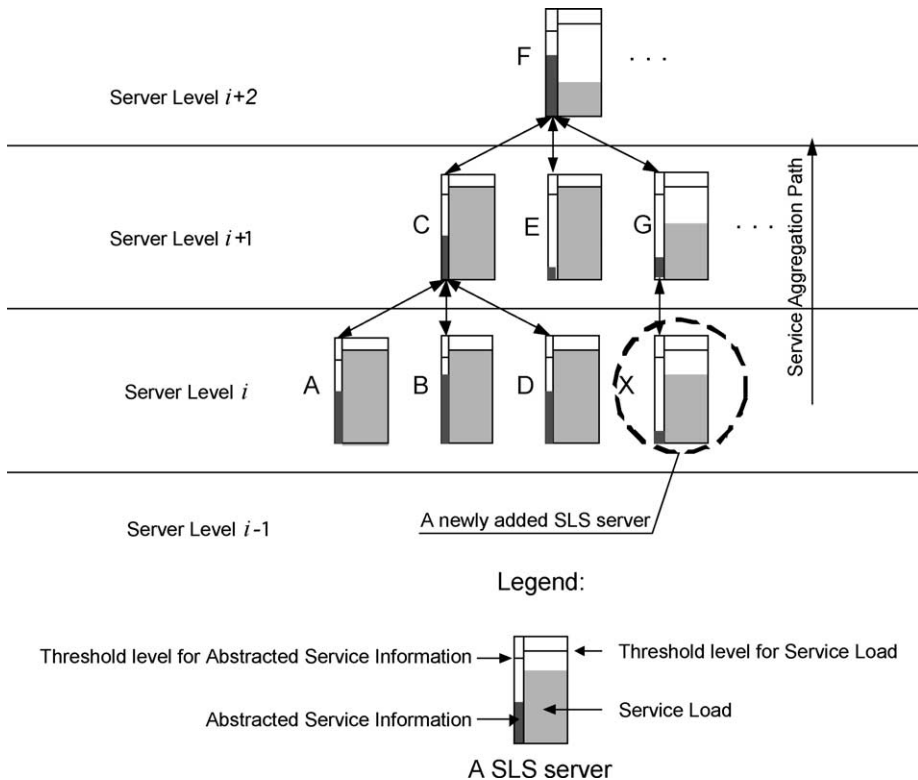 F
. . .
Server Level i+2
C
E
G
. . .
Server Level i+1
Service Aggregation Path
A
B
D
X
Server Level i
A newly added SLS server
Server Level i-1
Legend:
Threshold level for Abstracted Service Information
Threshold level for Service Load
Abstracted Service Information
Service Load
A SLS server